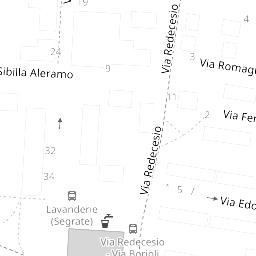 Via Redecesio
4
24
Via Romag
Sibilla Aleramo
9
3
11
2
Via Fe
Via Redecesio
32
34
1 5 /
Via Edo
Lavanderie
(Segrate)
Via Redecesio
- Via Borioli